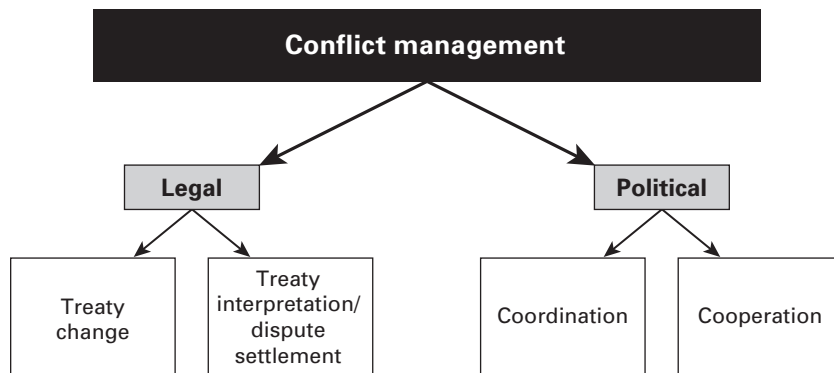 Conflict management
Legal
Political
Treaty
change
Treaty
interpretation/
dispute
settlement
Coordination
Cooperation